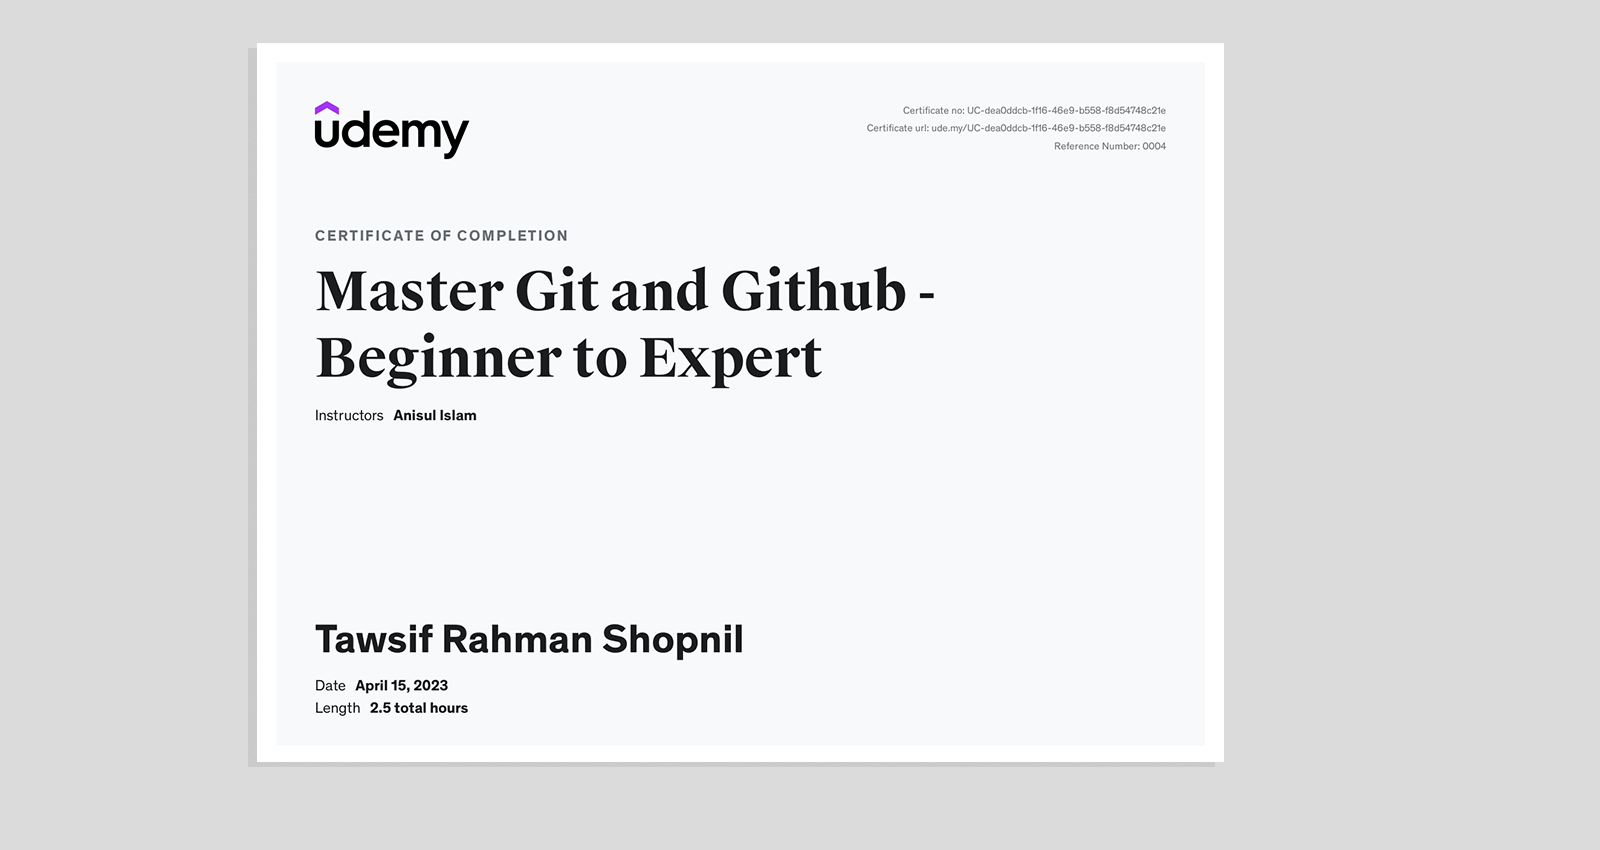 udemy
Certificate no: UC-dea0ddcb-1f16-46e9-b558-f8d54748c21e
Certificate url: ude.my/UC-dea0ddcb-1f16-46e9-b558-f8d54748c21e
Reference Number: 0004
CERTIFICATE OF COMPLETION
Master Git and Github -
Beginner to Expert
Instructors Anisul Islam
Tawsif Rahman Shopnil
Date April 15, 2023
Length 2.5 total hours